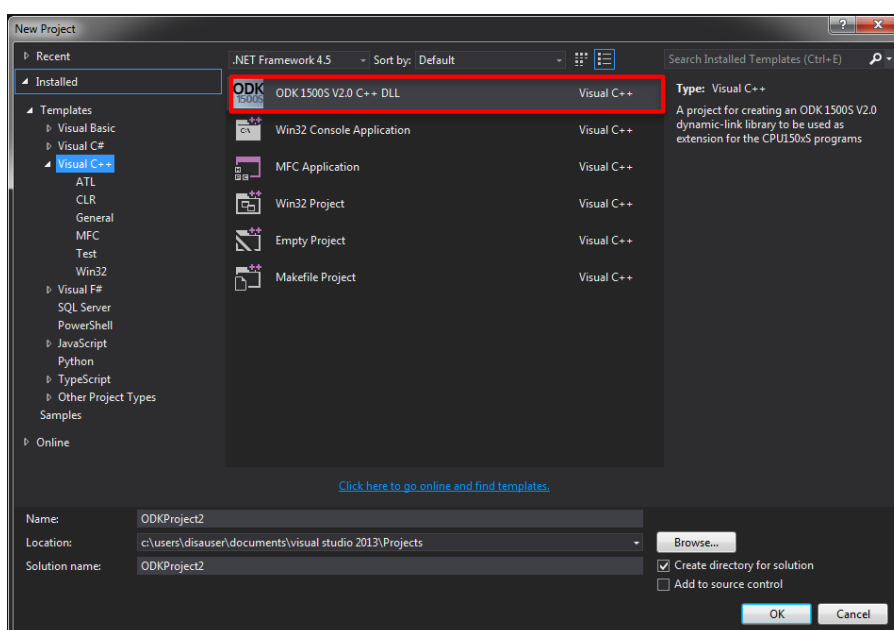 New Project
Recent
.NET Framework 4.5
Sort by: Default
Search Installed Templates (Ctrl+E)
Installed
Templates
Visual Basic
Visual C#
Visual C++
ATL
CLR
General
MFC
Test
Win32
Visual F#
SQL Server
PowerShell
JavaScript
Python
TypeScript
Other Project Types
Samples
Online
ODK
1500S
ODK 1500S V2.0 C++ DLL Visual C++
Win32 Console Application Visual C++
MFC Application Visual C++
Win32 Project Visual C++
Empty Project Visual C++
Makefile Project Visual C++
Type: Visual C++
A project for creating an ODK 1500S V2.0
dynamic-link library to be used as
extension for the CPU150xS programs
Click here to go online and find templates.
Name: ODKProject2
Location: c:\users\disauser\documents\visual studio 2013\Projects
Browse...
Solution name: ODKProject2
Create directory for solution
Add to source control
OK Cancel